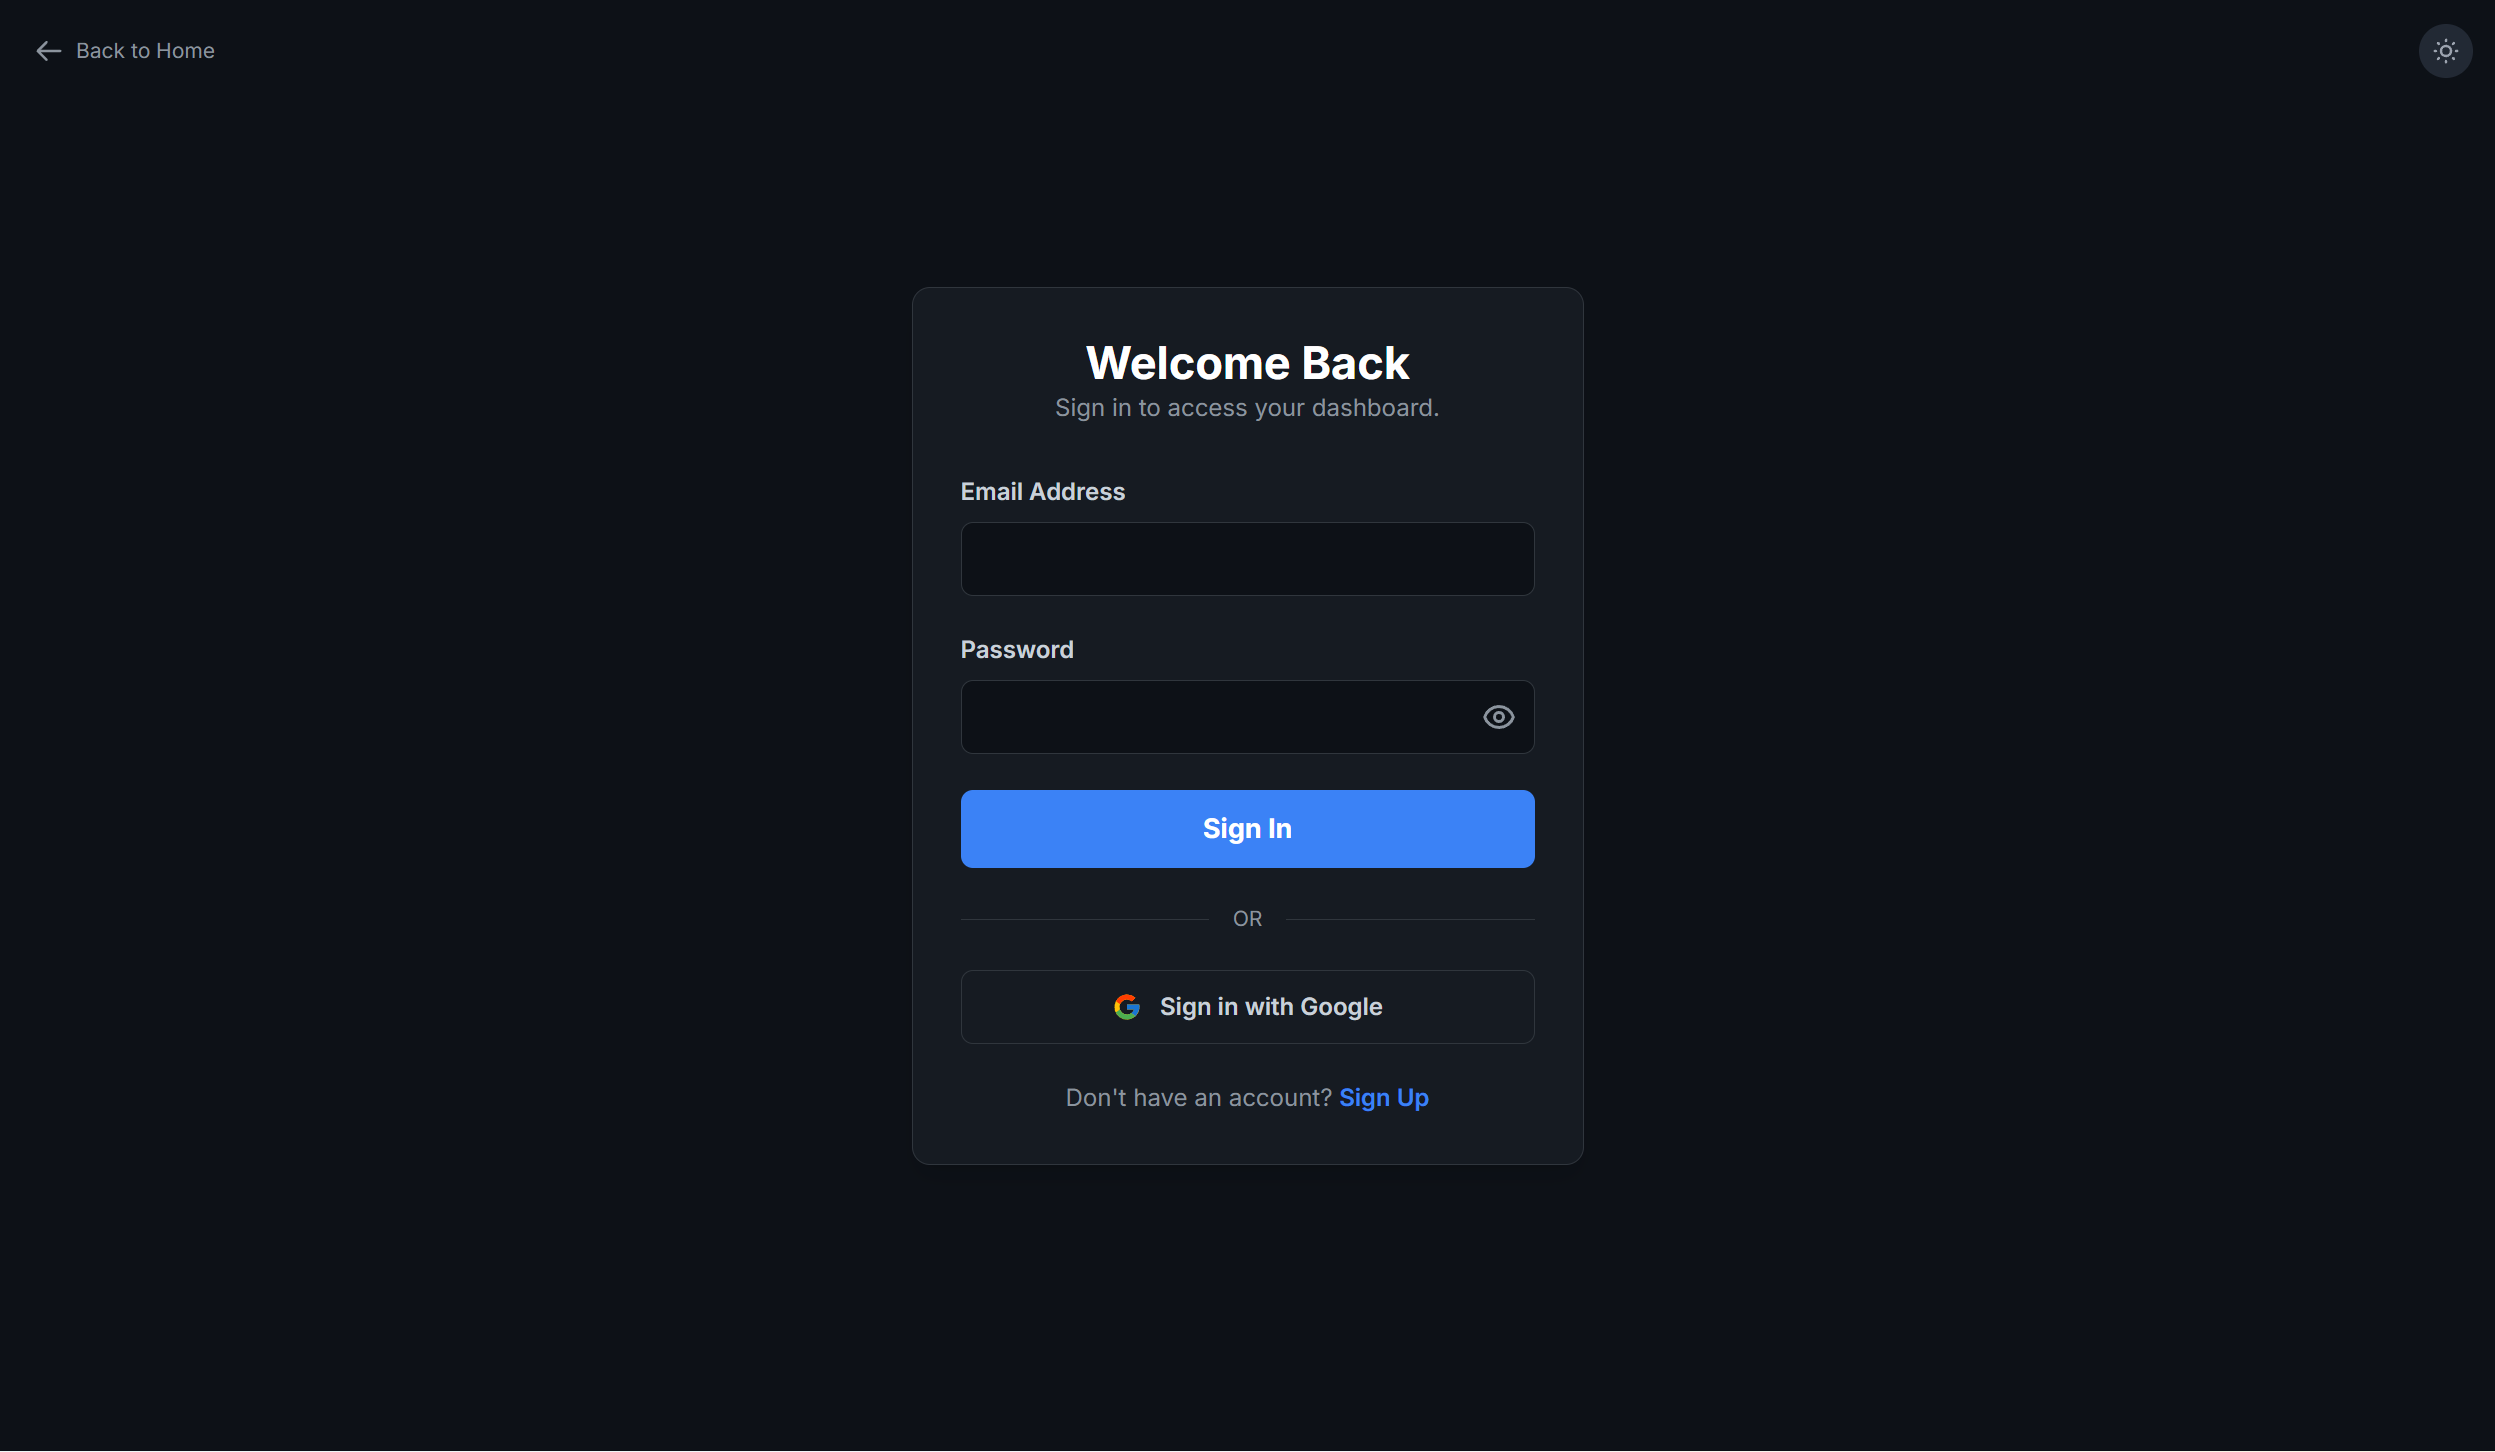 Back to Home
Welcome Back
Sign in to access your dashboard.
Email Address
Password
Sign In
OR
Sign in with Google
Don't have an account? Sign Up